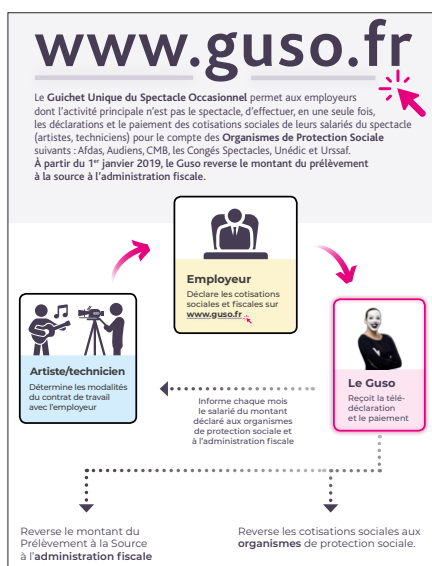 www.guso.fr
Le Guichet Unique du Spectacle Occasionnel permet aux employeurs
dont l'activité principale n'est pas le spectacle, d'effectuer, en une seule fois,
les déclarations et le paiement des cotisations sociales de leurs salariés du spectacle
(artistes, techniciens) pour le compte des Organismes de Protection Sociale
suivants : Afdas, Audiens, CMB, les Congés Spectacles, Unédic et Urssaf.
À partir du 1er janvier 2019, le Guso reverse le montant du prélèvement
à la source à l'administration fiscale.
Employeur
Déclare les cotisations
sociales et fiscales sur
www.guso.fr
Artiste/technicien
Détermine les modalités
du contrat de travail
avec l'employeur
Le Guso
Reçoit la télé-
déclaration
et le paiement
Informe chaque mois
le salarié du montant
déclaré aux organismes
de protection sociale et
à l'administration fiscale
Reverse le montant du
Prélèvement à la Source
à l'administration fiscale
Reverse les cotisations sociales aux
organismes de protection sociale.